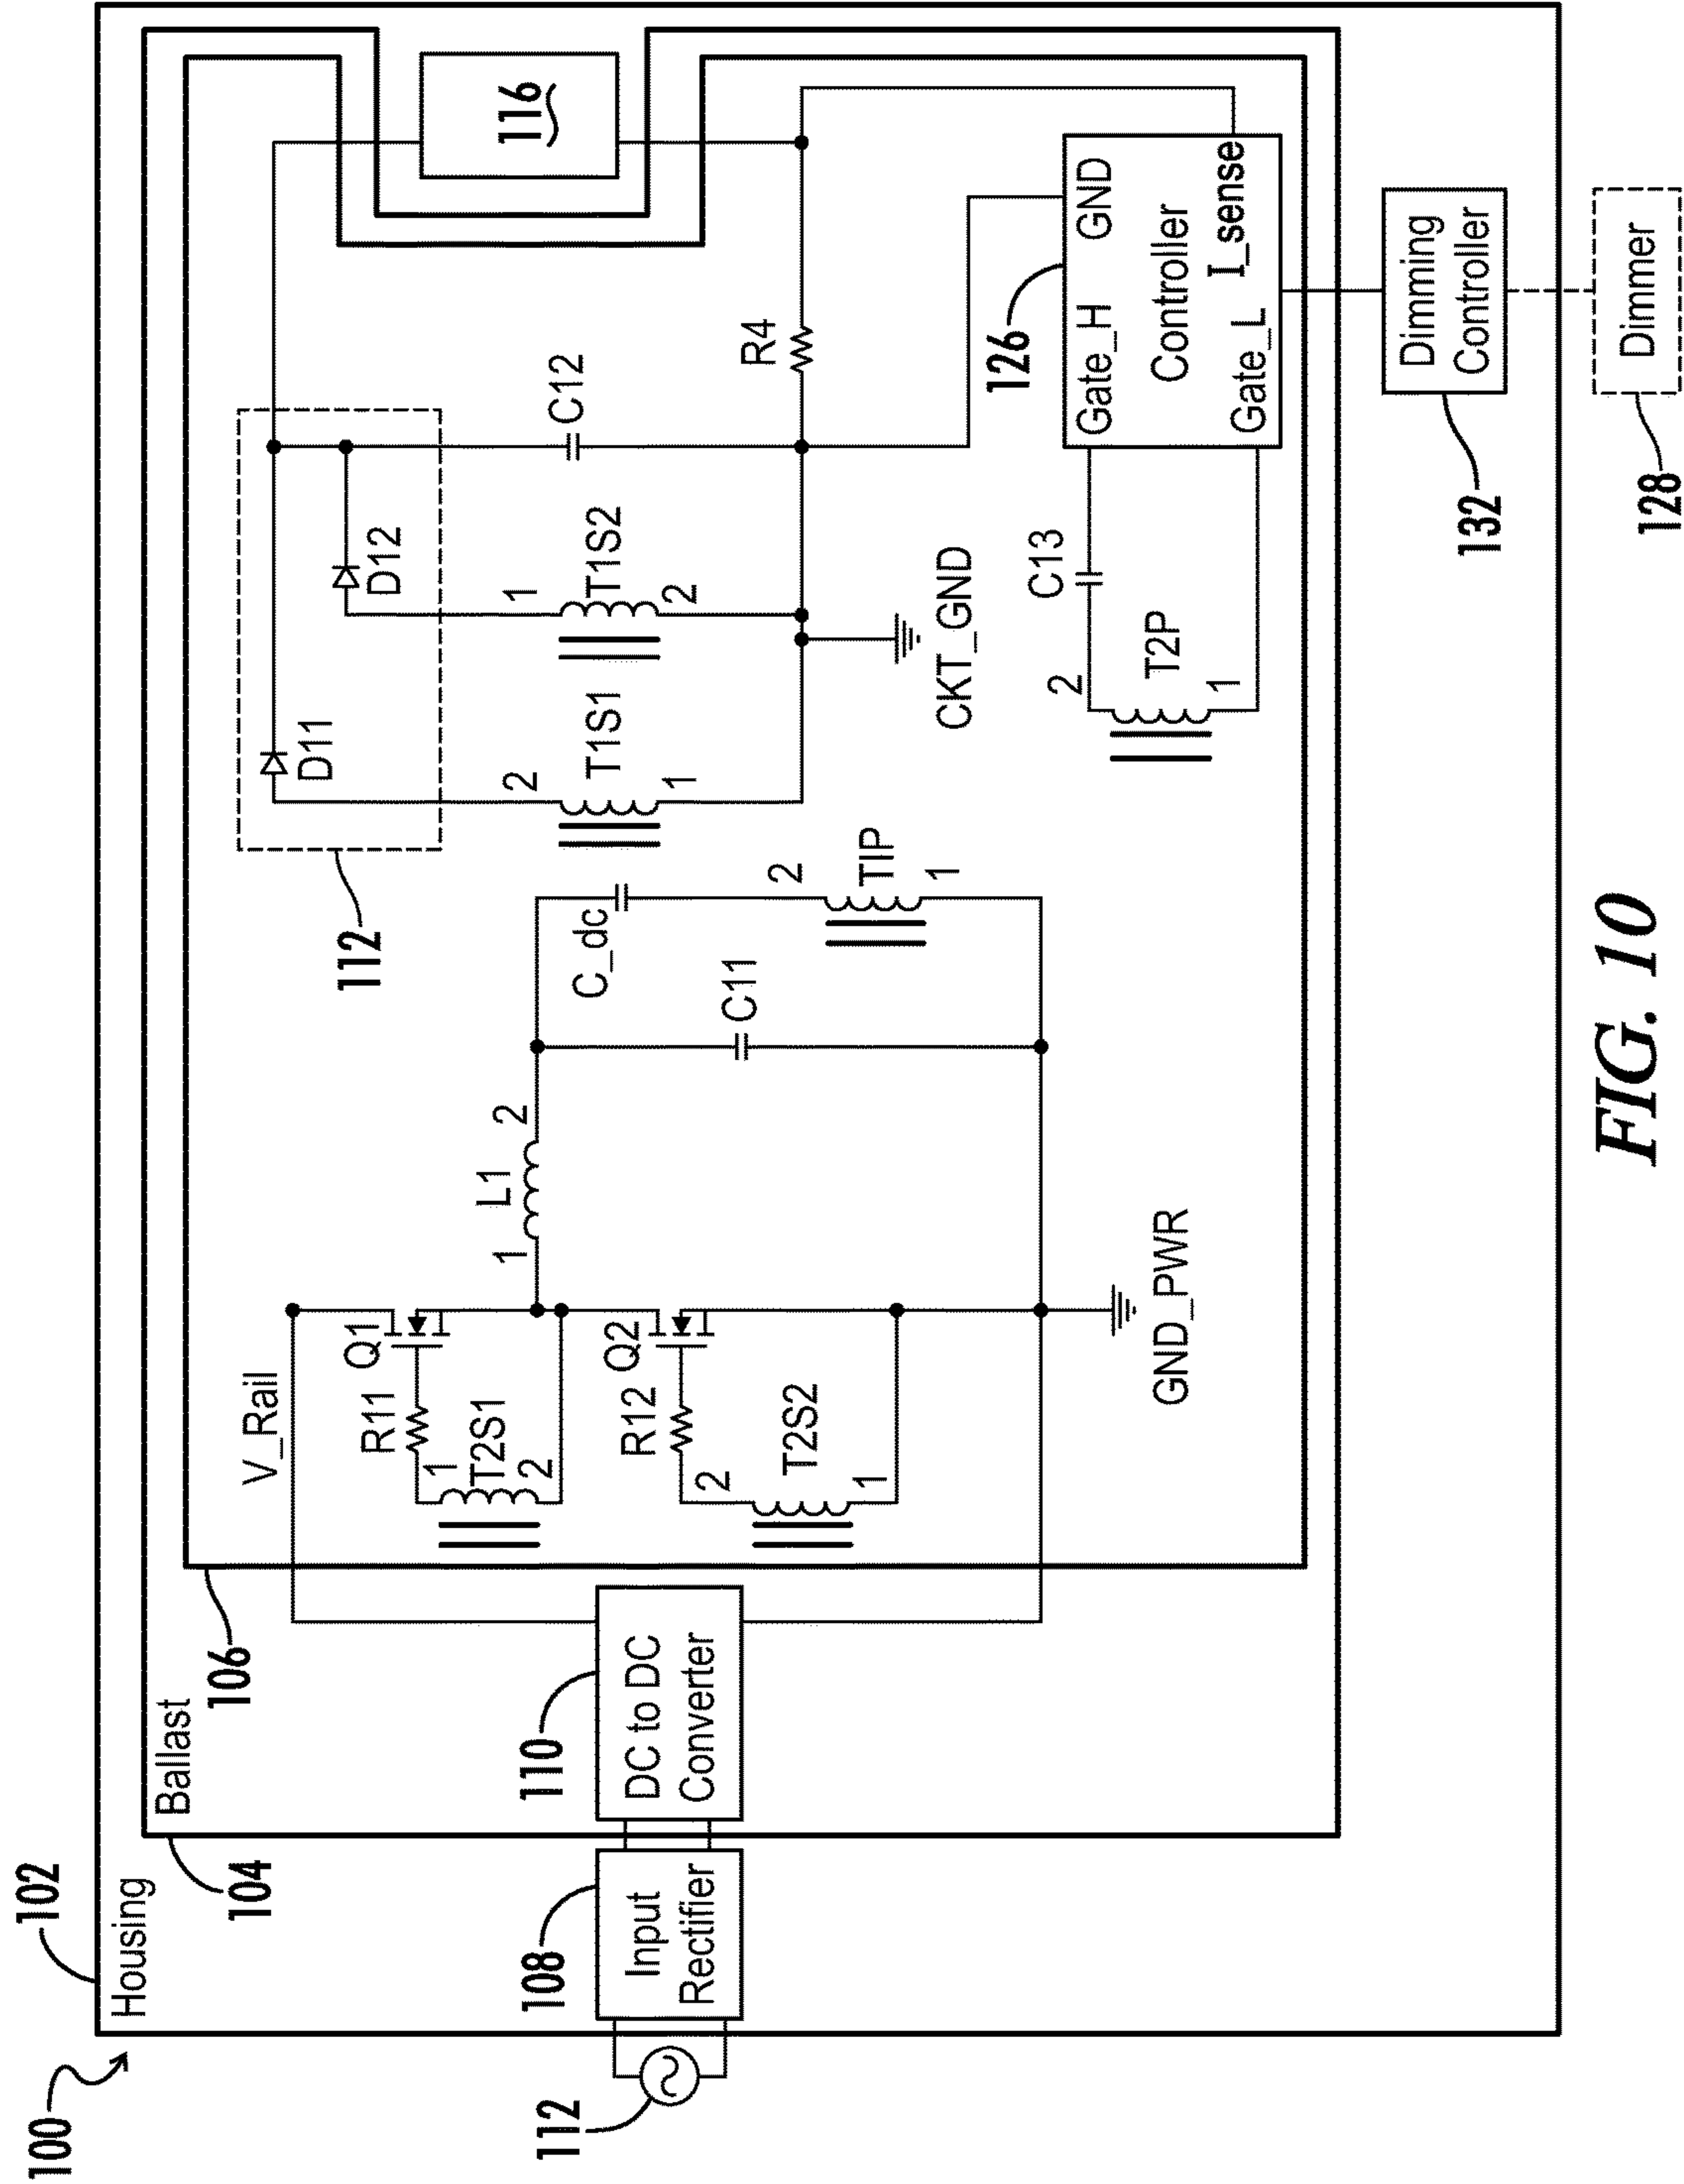 100
102
Housing
104
Ballast
106
112
108
Input
Rectifier
110
DC to DC
Converter
V_Rail
Q1
R11
1
T2S1
2
Q2
R12
2
T2S2
1
GND_PWR
1
L1
2
C11
C_dc
2
TIP
1
112
D11
D12
2
T1S1
1
1
T1S2
2
C12
R4
CKT_GND
116
126
Gate_H
GND
Controller
Gate_L
I_sense
C13
2
T2P
1
132
Dimming
Controller
128
Dimmer
FIG. 10